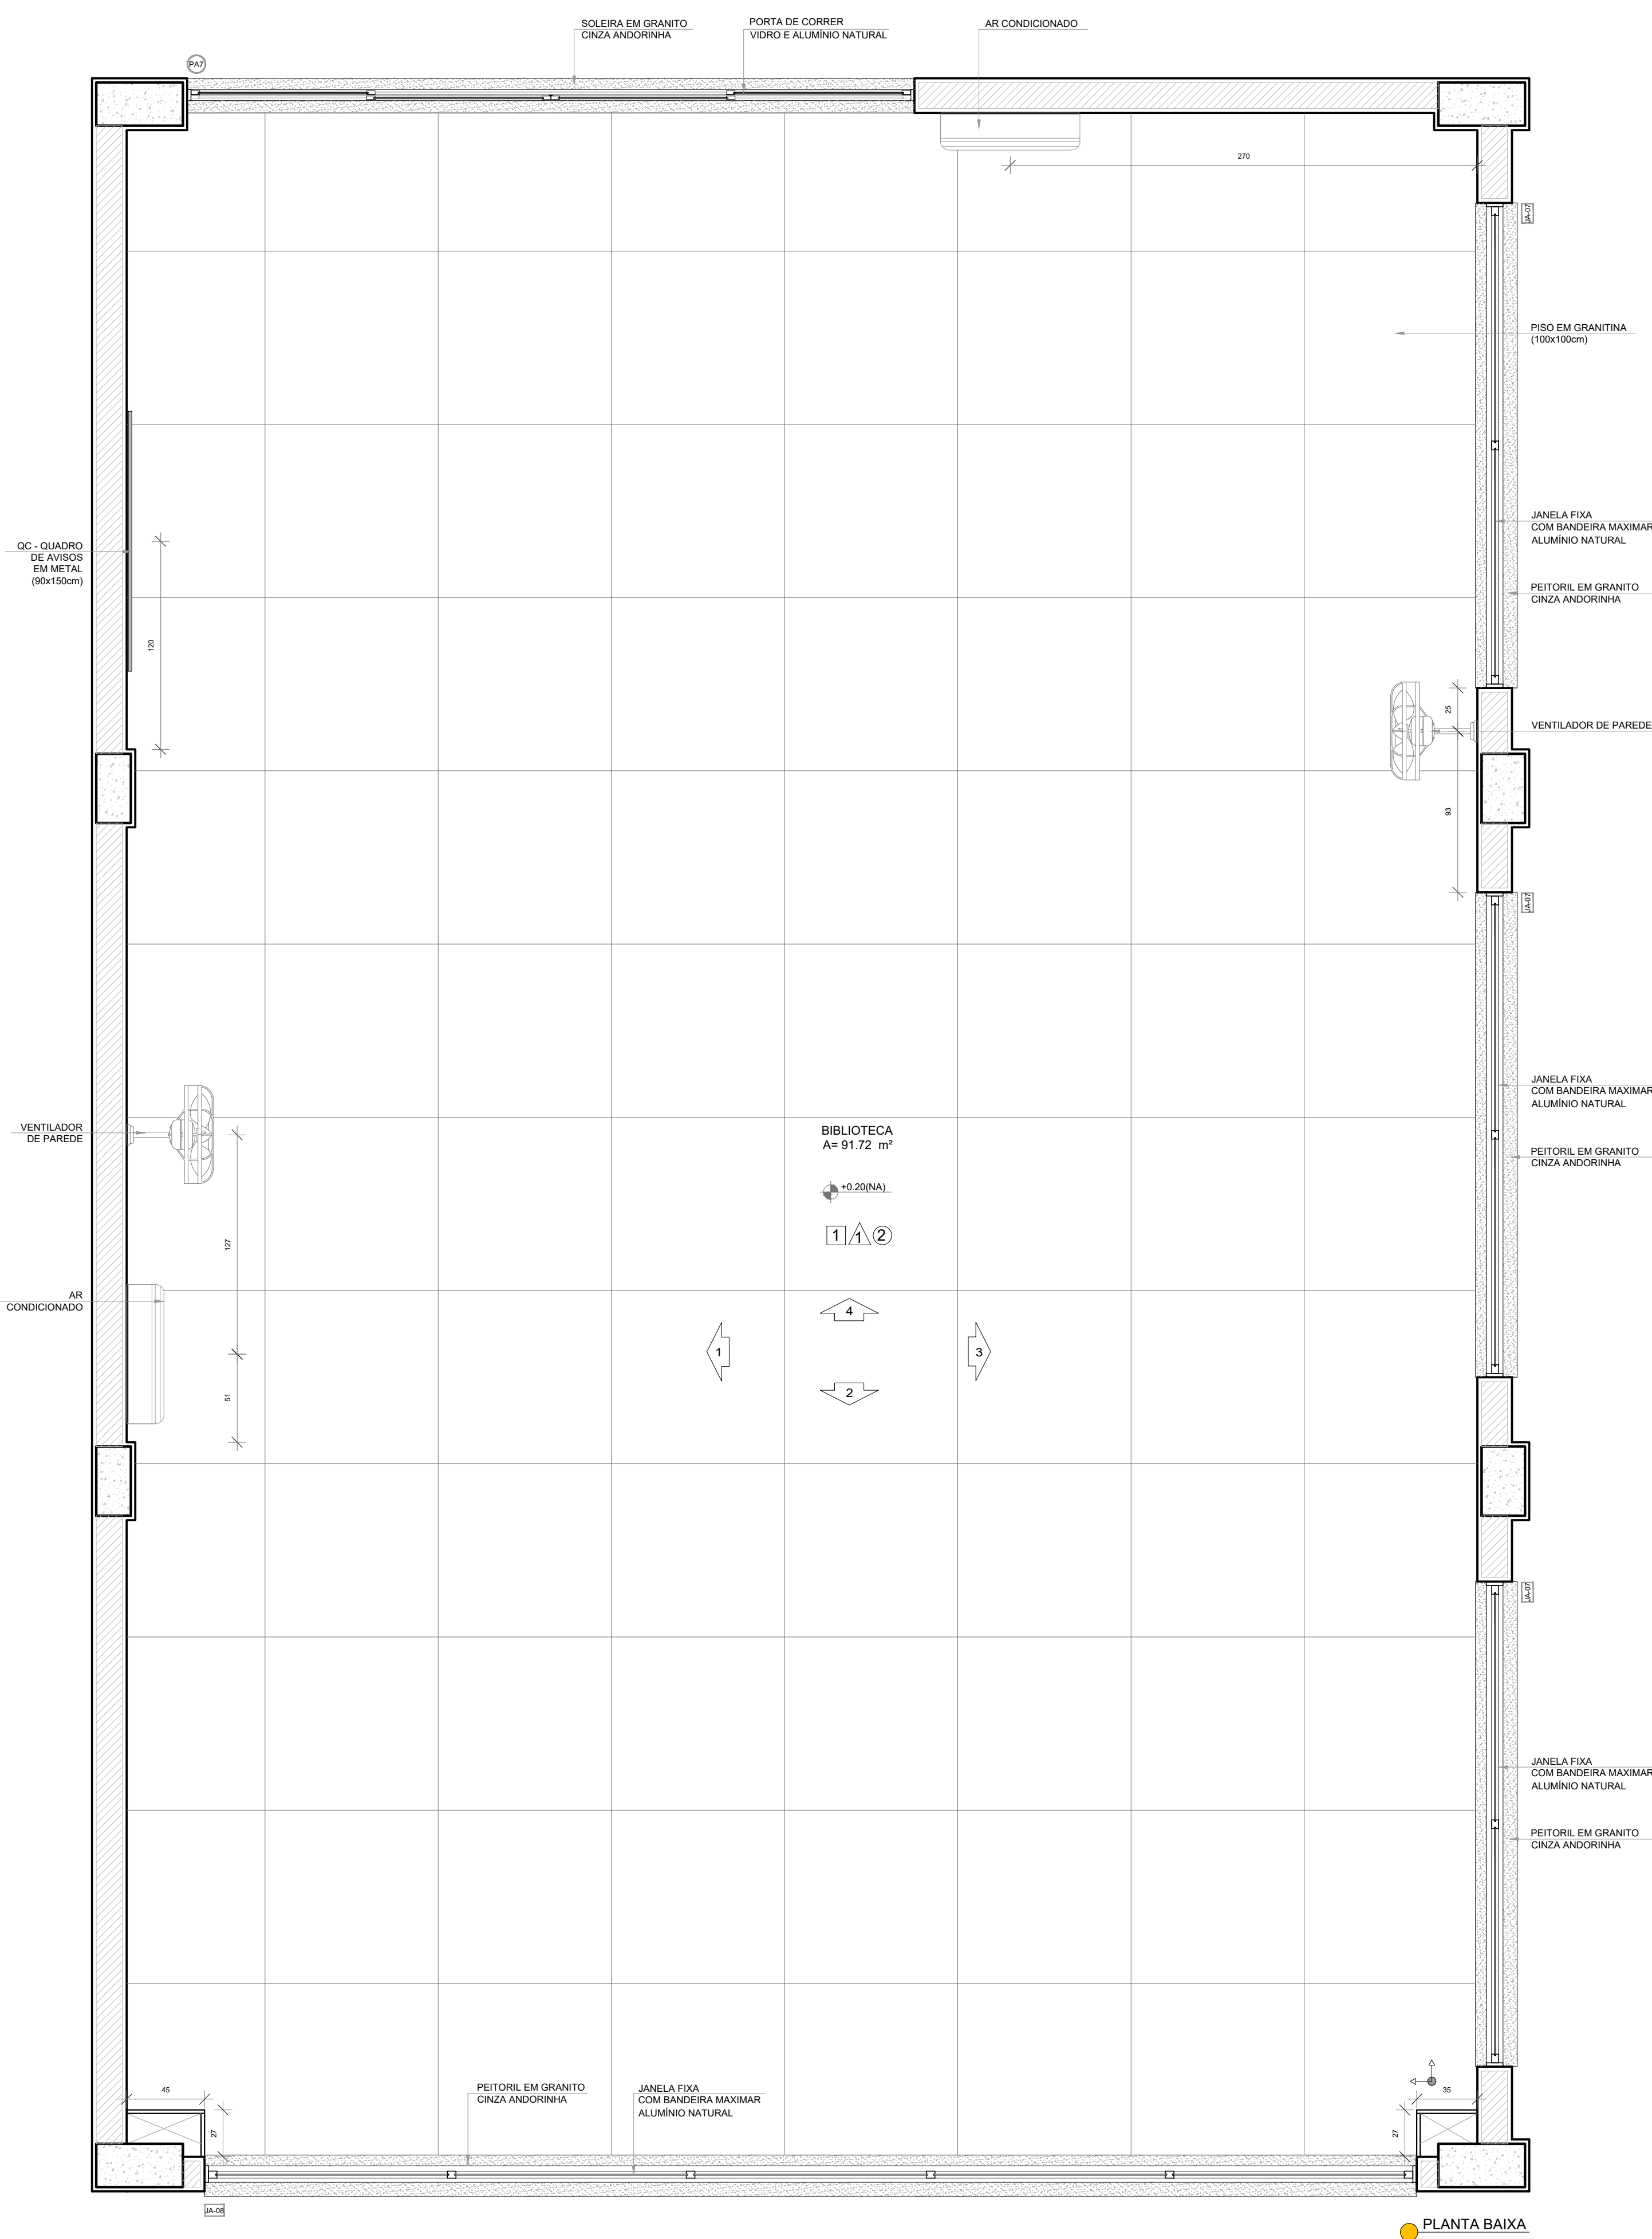 SOLEIRA EM GRANITO
CINZA ANDORINHA
PORTA DE CORRER
VIDRO E ALUMÍNIO NATURAL
AR CONDICIONADO
PA7
270
JA-07
PISO EM GRANITINA
(100x100cm)
JANELA FIXA
COM BANDEIRA MAXIMAR
ALUMÍNIO NATURAL
QC - QUADRO
DE AVISOS
EM METAL
(90x150cm)
PEITORIL EM GRANITO
CINZA ANDORINHA
120
25
VENTILADOR DE PAREDE
93
JA-07
JANELA FIXA
COM BANDEIRA MAXIMAR
ALUMÍNIO NATURAL
VENTILADOR
DE PAREDE
BIBLIOTECA
A= 91.72 m²
PEITORIL EM GRANITO
CINZA ANDORINHA
+0.20(NA)
1 1 2
127
AR
CONDICIONADO
4
1
3
2
51
JA-07
JANELA FIXA
COM BANDEIRA MAXIMAR
ALUMÍNIO NATURAL
PEITORIL EM GRANITO
CINZA ANDORINHA
45
PEITORIL EM GRANITO
CINZA ANDORINHA
JANELA FIXA
COM BANDEIRA MAXIMAR
ALUMÍNIO NATURAL
35
27
27
JA-08
PLANTA BAIXA